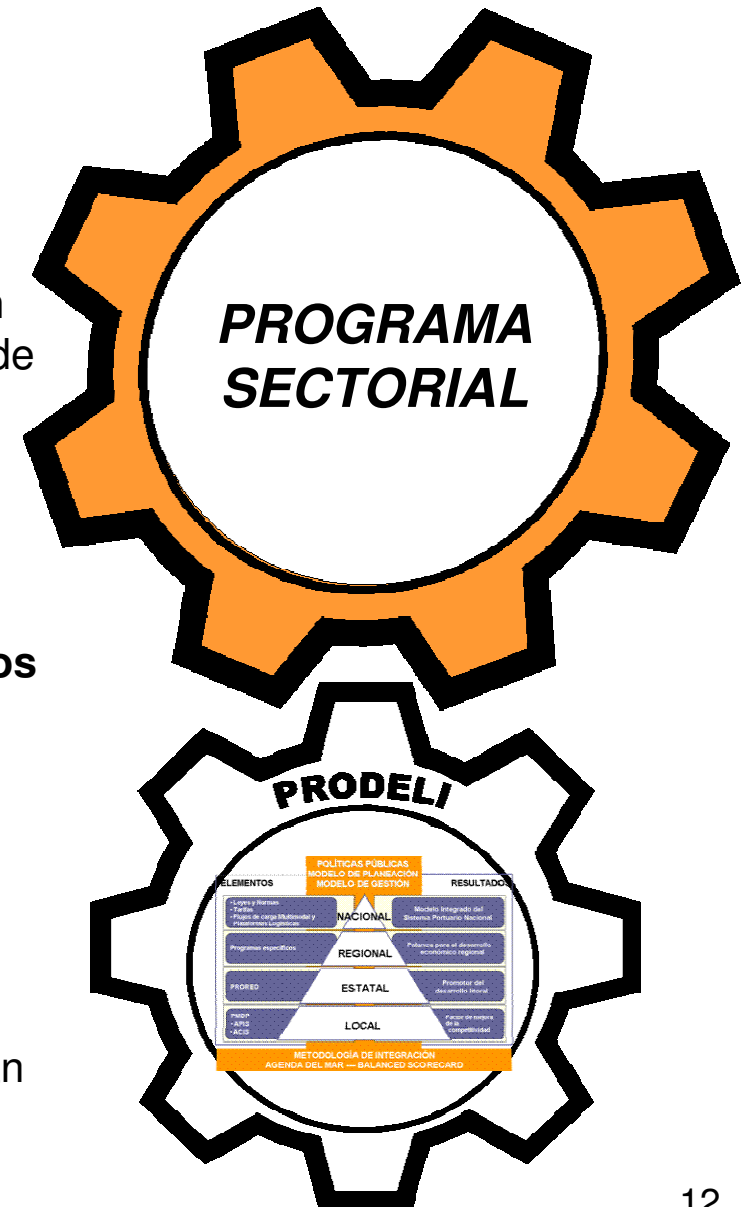 PROGRAMA
SECTORIAL
n
de
os
PRODELI
POLÍTICAS PÚBLICAS
MODELO DE PLANEACIÓN
MODELO DE GESTIÓN
ELEMENTOS
RESULTADOS
- Leyes y Normas
- Tarifas
- Flujos de carga Multimodal y
Plataformas Logísticas
NACIONAL
Modelo Integrado del
Sistema Portuario Nacional
Programas específicos
REGIONAL
Palanca para el desarrollo
económico regional
PRORED
ESTATAL
Promotor del
desarrollo litoral
PMDP
- APIS
- ACIS
LOCAL
Factor de mejora
de la
competitividad
METODOLOGÍA DE INTEGRACIÓN
AGENDA DEL MAR — BALANCED SCORECARD
n
12